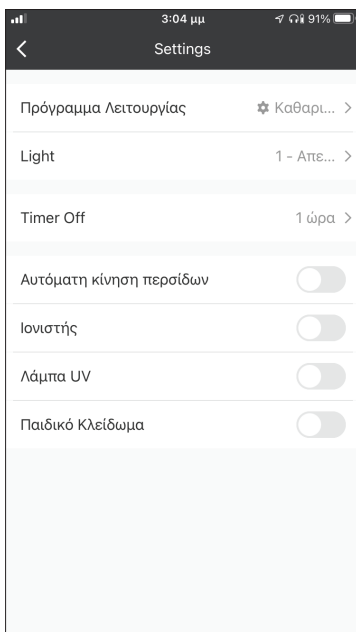 3:04 μμ 91%
Settings
Πρόγραμμα Λειτουργίας Καθαρι...
Light 1 - Απε...
Timer Off 1 ώρα
Αυτόματη κίνηση περσίδων
Ιονιστής
Λάμπα UV
Παιδικό Κλείδωμα